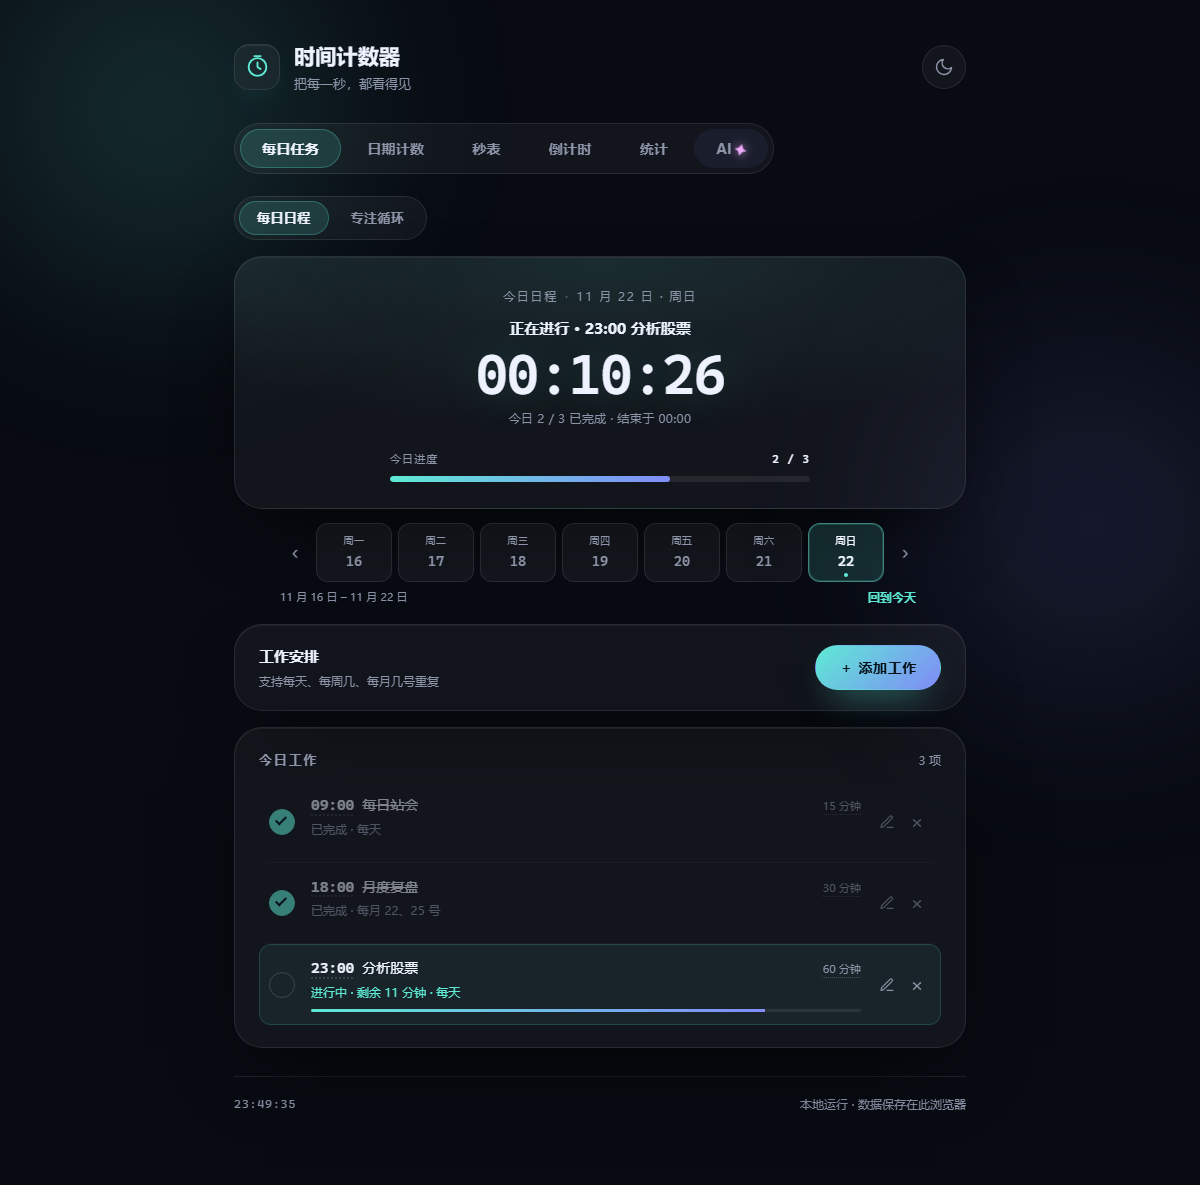 时间计数器
把每一秒，都看得见
每日任务 日期计数 秒表 倒计时 统计 AI
每日日程 专注循环
今日日程 · 11 月 22 日 · 周日
正在进行 • 23:00 分析股票
00:10:26
今日 2 / 3 已完成 · 结束于 00:00
今日进度 2 / 3
周一 周二 周三 周四 周五 周六 周日
‹ 16 17 18 19 20 21 22 ›
11 月 16 日 – 11 月 22 日 回到今天
工作安排
支持每天、每周几、每月几号重复
+ 添加工作
今日工作 3 项
09:00 每日站会 15 分钟
已完成 · 每天
18:00 月度复盘 30 分钟
已完成 · 每月 22、25 号
23:00 分析股票 60 分钟
进行中 · 剩余 11 分钟 · 每天
23:49:35 本地运行 · 数据保存在此浏览器